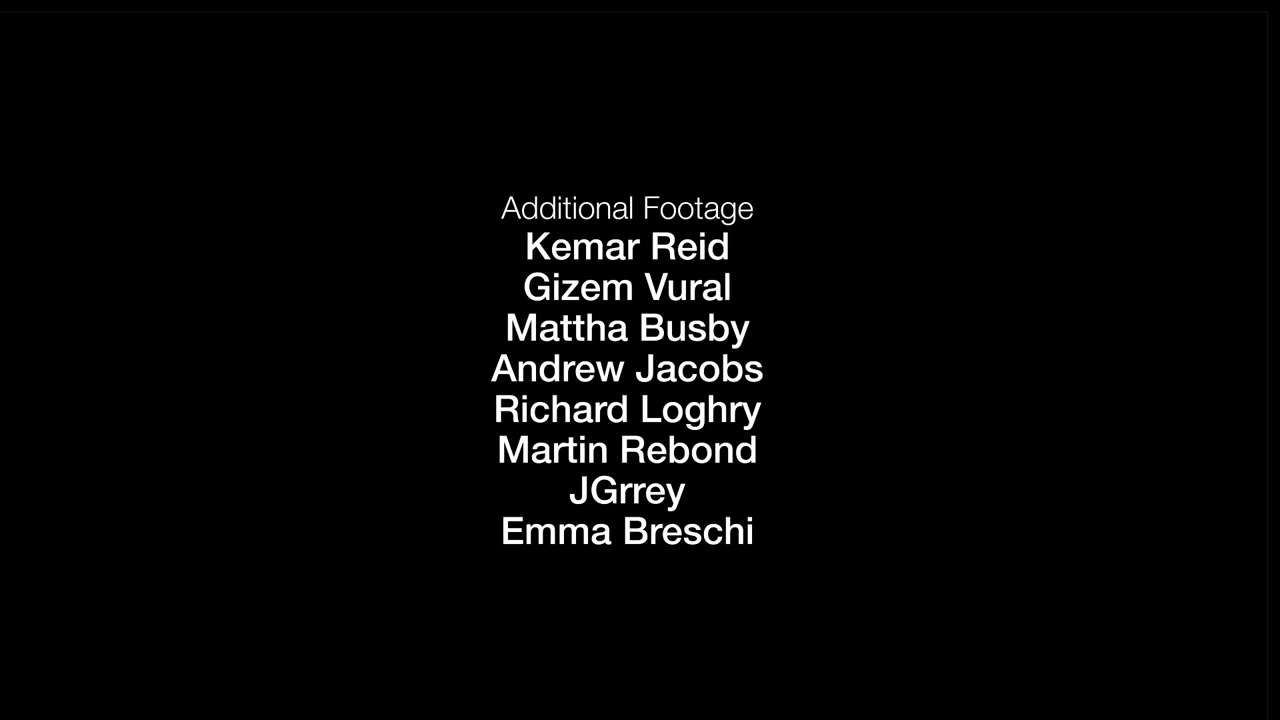 Additional Footage
Kemar Reid
Gizem Vural
Mattha Busby
Andrew Jacobs
Richard Loghry
Martin Rebond
JGrrey
Emma Breschi